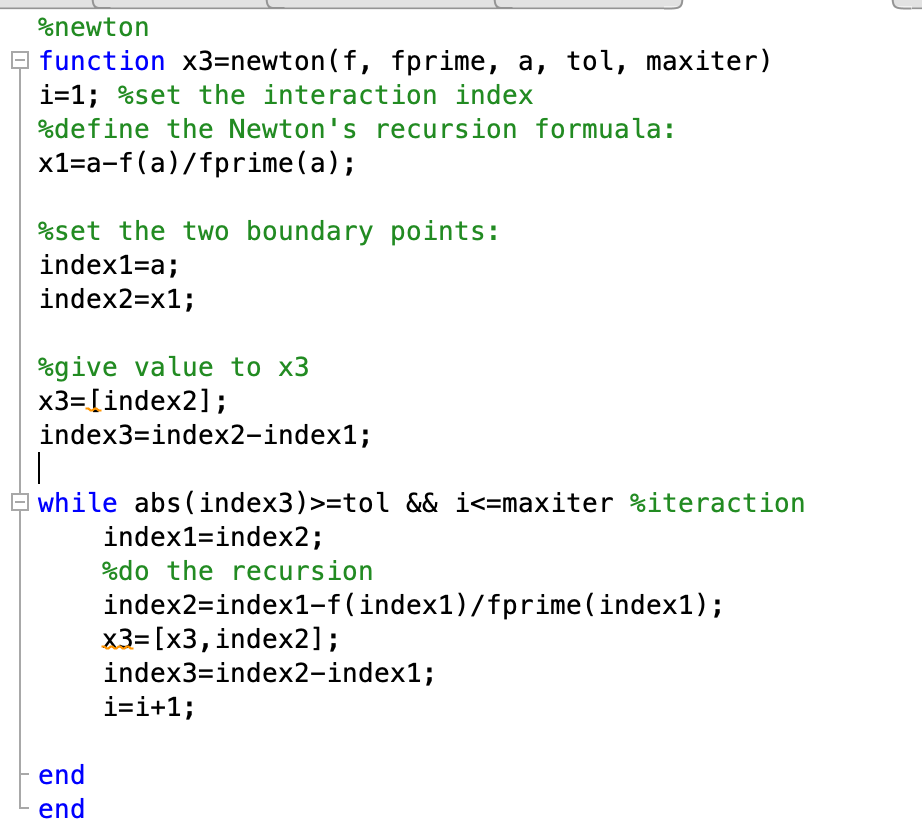 %newton
function x3=newton(f, fprime, a, tol, maxiter)
i=1; %set the interaction index
%define the Newton's recursion formuala:
x1=a-f(a)/fprime(a);
%set the two boundary points:
index1=a;
index2=x1;
%give value to x3
x3=[index2];
index3=index2-index1;
while abs(index3)>=tol && i<=maxiter %iteraction
index1=index2;
%do the recursion
index2=index1-f(index1)/fprime(index1);
x3=[x3,index2];
index3=index2-index1;
i=i+1;
end
end